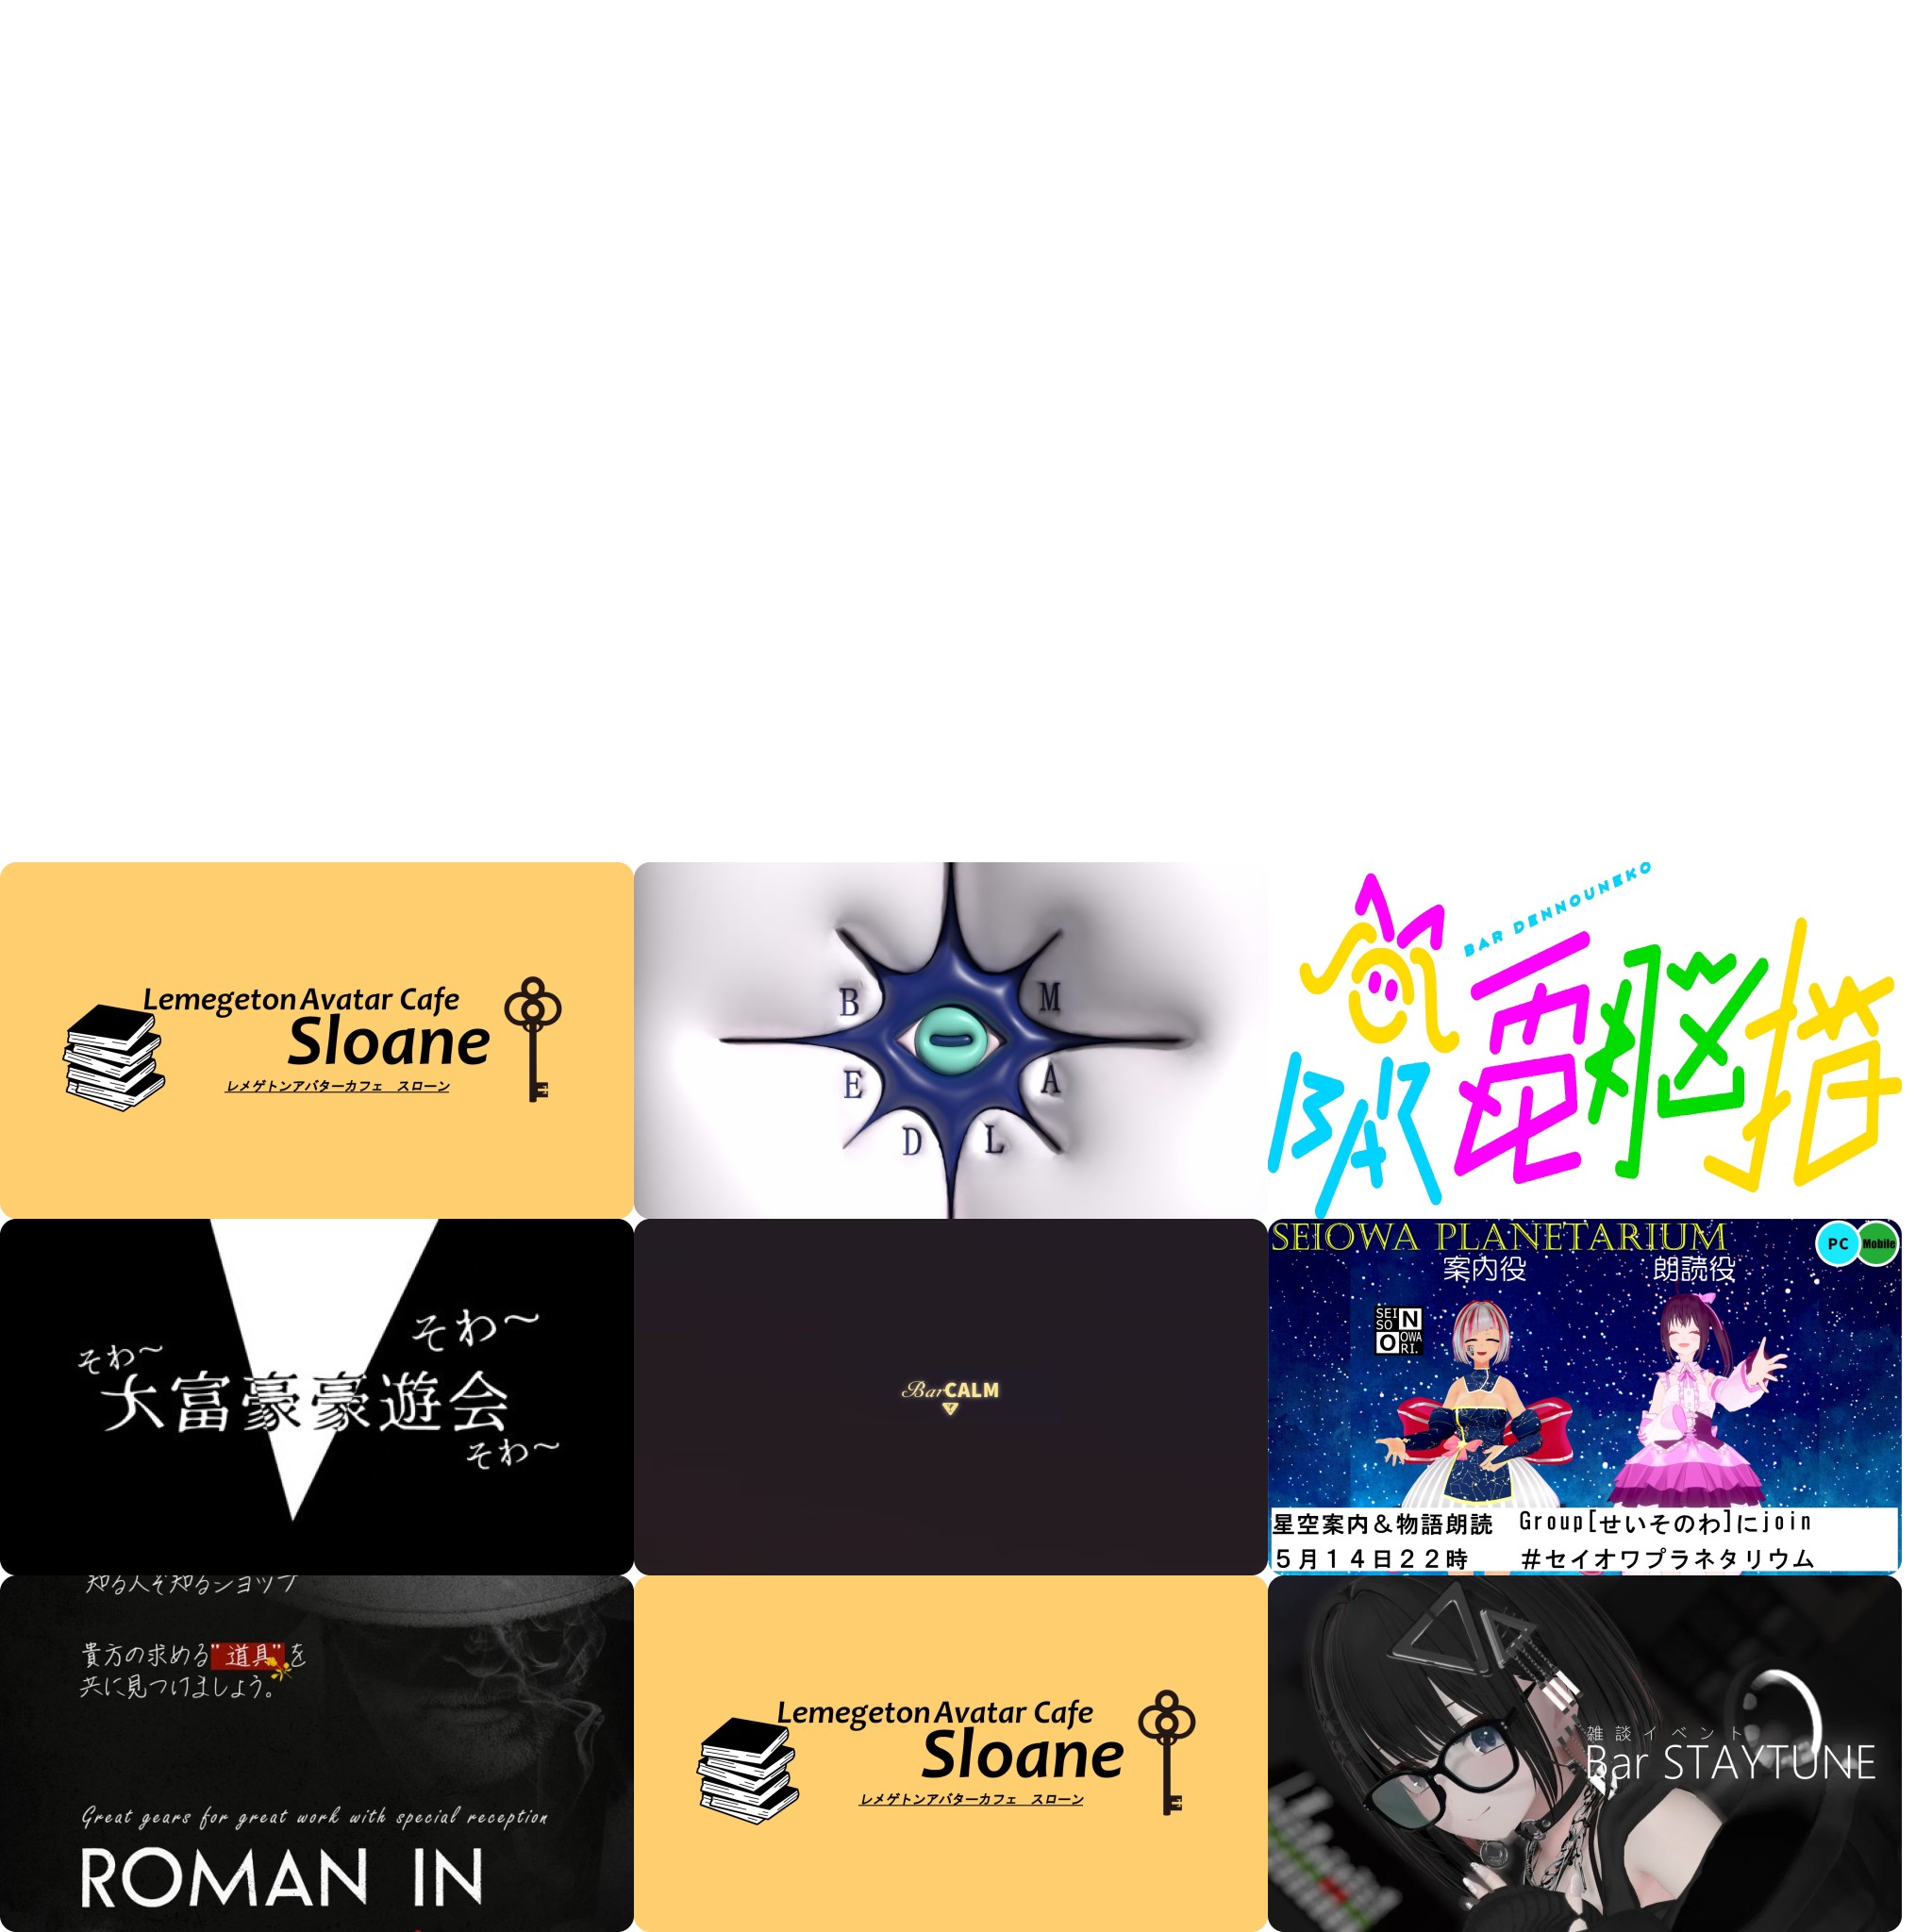 Lemegeton Avatar Cafe
Sloane
レメゲトンアバターカフェ　スローン
B
M
E
A
D
L
BAR DENNOUNEKO
BAR 電脳猫
そわ〜
そわ〜
大富豪豪遊会
そわ〜
Bar CALM
SEIOWA PLANETARIUM
PC
Mobile
案内役
朗読役
SEI
SO
N
O
OWA
RI.
星空案内＆物語朗読　Group[せいそのわ]にjoin
５月１４日２２時　＃セイオワプラネタリウム
知る人ぞ知るショップ
貴方の求める"道具"を
共に見つけましょう。
Great gears for great work with special reception
ROMAN IN
Lemegeton Avatar Cafe
Sloane
レメゲトンアバターカフェ　スローン
雑談イベント
Bar STAYTUNE